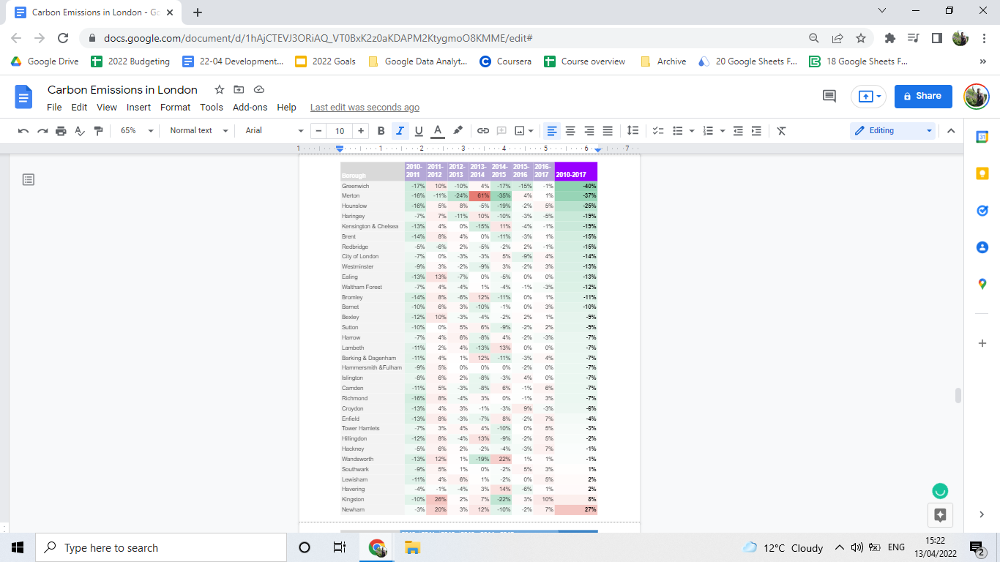 Carbon Emissions in London - Go
docs.google.com/document/d/1hAjCTEVJ3ORiAQ_VT0BxK2z0aKDAPM2KtygmoO8KMME/edit#
Google Drive 2022 Budgeting 22-04 Development... 2022 Goals Google Data Analyt... Coursera Course overview Archive 20 Google Sheets F... 18 Google Sheets F... »
Carbon Emissions in London
File Edit View Insert Format Tools Add-ons Help Last edit was seconds ago
Share
65% Normal text Arial 10 B I U A Editing
1 1 2 3 4 5 6 7
Borough 2010-2011 2011-2012 2012-2013 2013-2014 2014-2015 2015-2016 2016-2017 2010-2017
Greenwich -17% 10% -10% 4% -17% -15% -1% -40%
Merton -16% -11% -24% 61% -35% 4% 1% -37%
Hounslow -16% 5% 8% -5% -19% -2% 5% -25%
Haringey -7% 7% -11% 10% -10% -3% -5% -19%
Kensington & Chelsea -13% 4% 0% -15% 11% -4% -1% -19%
Brent -14% 8% 4% 0% -11% -3% 1% -15%
Redbridge -5% -6% 2% -5% -2% 2% -1% -15%
City of London -7% 0% -3% -3% 5% -9% 4% -14%
Westminster -9% 3% -2% -9% 3% -2% 3% -13%
Ealing -13% 13% -7% 0% -5% 0% 0% -13%
Waltham Forest -7% 4% -4% 1% -4% -1% -3% -12%
Bromley -14% 8% -6% 12% -11% 0% 1% -11%
Barnet -10% 6% 3% -10% -1% 0% 3% -10%
Bexley -12% 10% -3% -4% -2% 2% 1% -9%
Sutton -10% 0% 5% 6% -9% -2% 2% -9%
Harrow -7% 4% 6% -8% 4% -2% -3% -7%
Lambeth -11% 2% 4% -13% 13% 0% 0% -7%
Barking & Dagenham -11% 4% 1% 12% -11% -3% 4% -7%
Hammersmith &Fulham -9% 5% 0% 0% 0% -2% 0% -7%
Islington -8% 6% 2% -8% -3% 4% 0% -7%
Camden -11% 5% -3% -8% 6% -1% 6% -7%
Richmond -16% 8% -4% 3% 0% -1% 3% -7%
Croydon -13% 4% 3% -1% -3% 9% -3% -6%
Enfield -13% 8% -3% -7% 8% -2% 7% -4%
Tower Hamlets -7% 3% 4% 4% -10% 0% 5% -3%
Hillingdon -12% 8% -4% 13% -9% -2% 5% -2%
Hackney -5% 6% 2% -2% -4% -3% 7% -1%
Wandsworth -13% 12% 1% -19% 22% 1% 1% -1%
Southwark -9% 5% 1% 0% -2% 5% 3% 1%
Lewisham -11% 4% 6% 1% -2% 0% 5% 2%
Havering -4% -1% -4% 3% 14% -6% 1% 2%
Kingston -10% 26% 2% 7% -22% 3% 10% 8%
Newham -3% 20% 3% 12% -10% -2% 7% 27%
Type here to search
12°C Cloudy ENG 15:22
13/04/2022 2